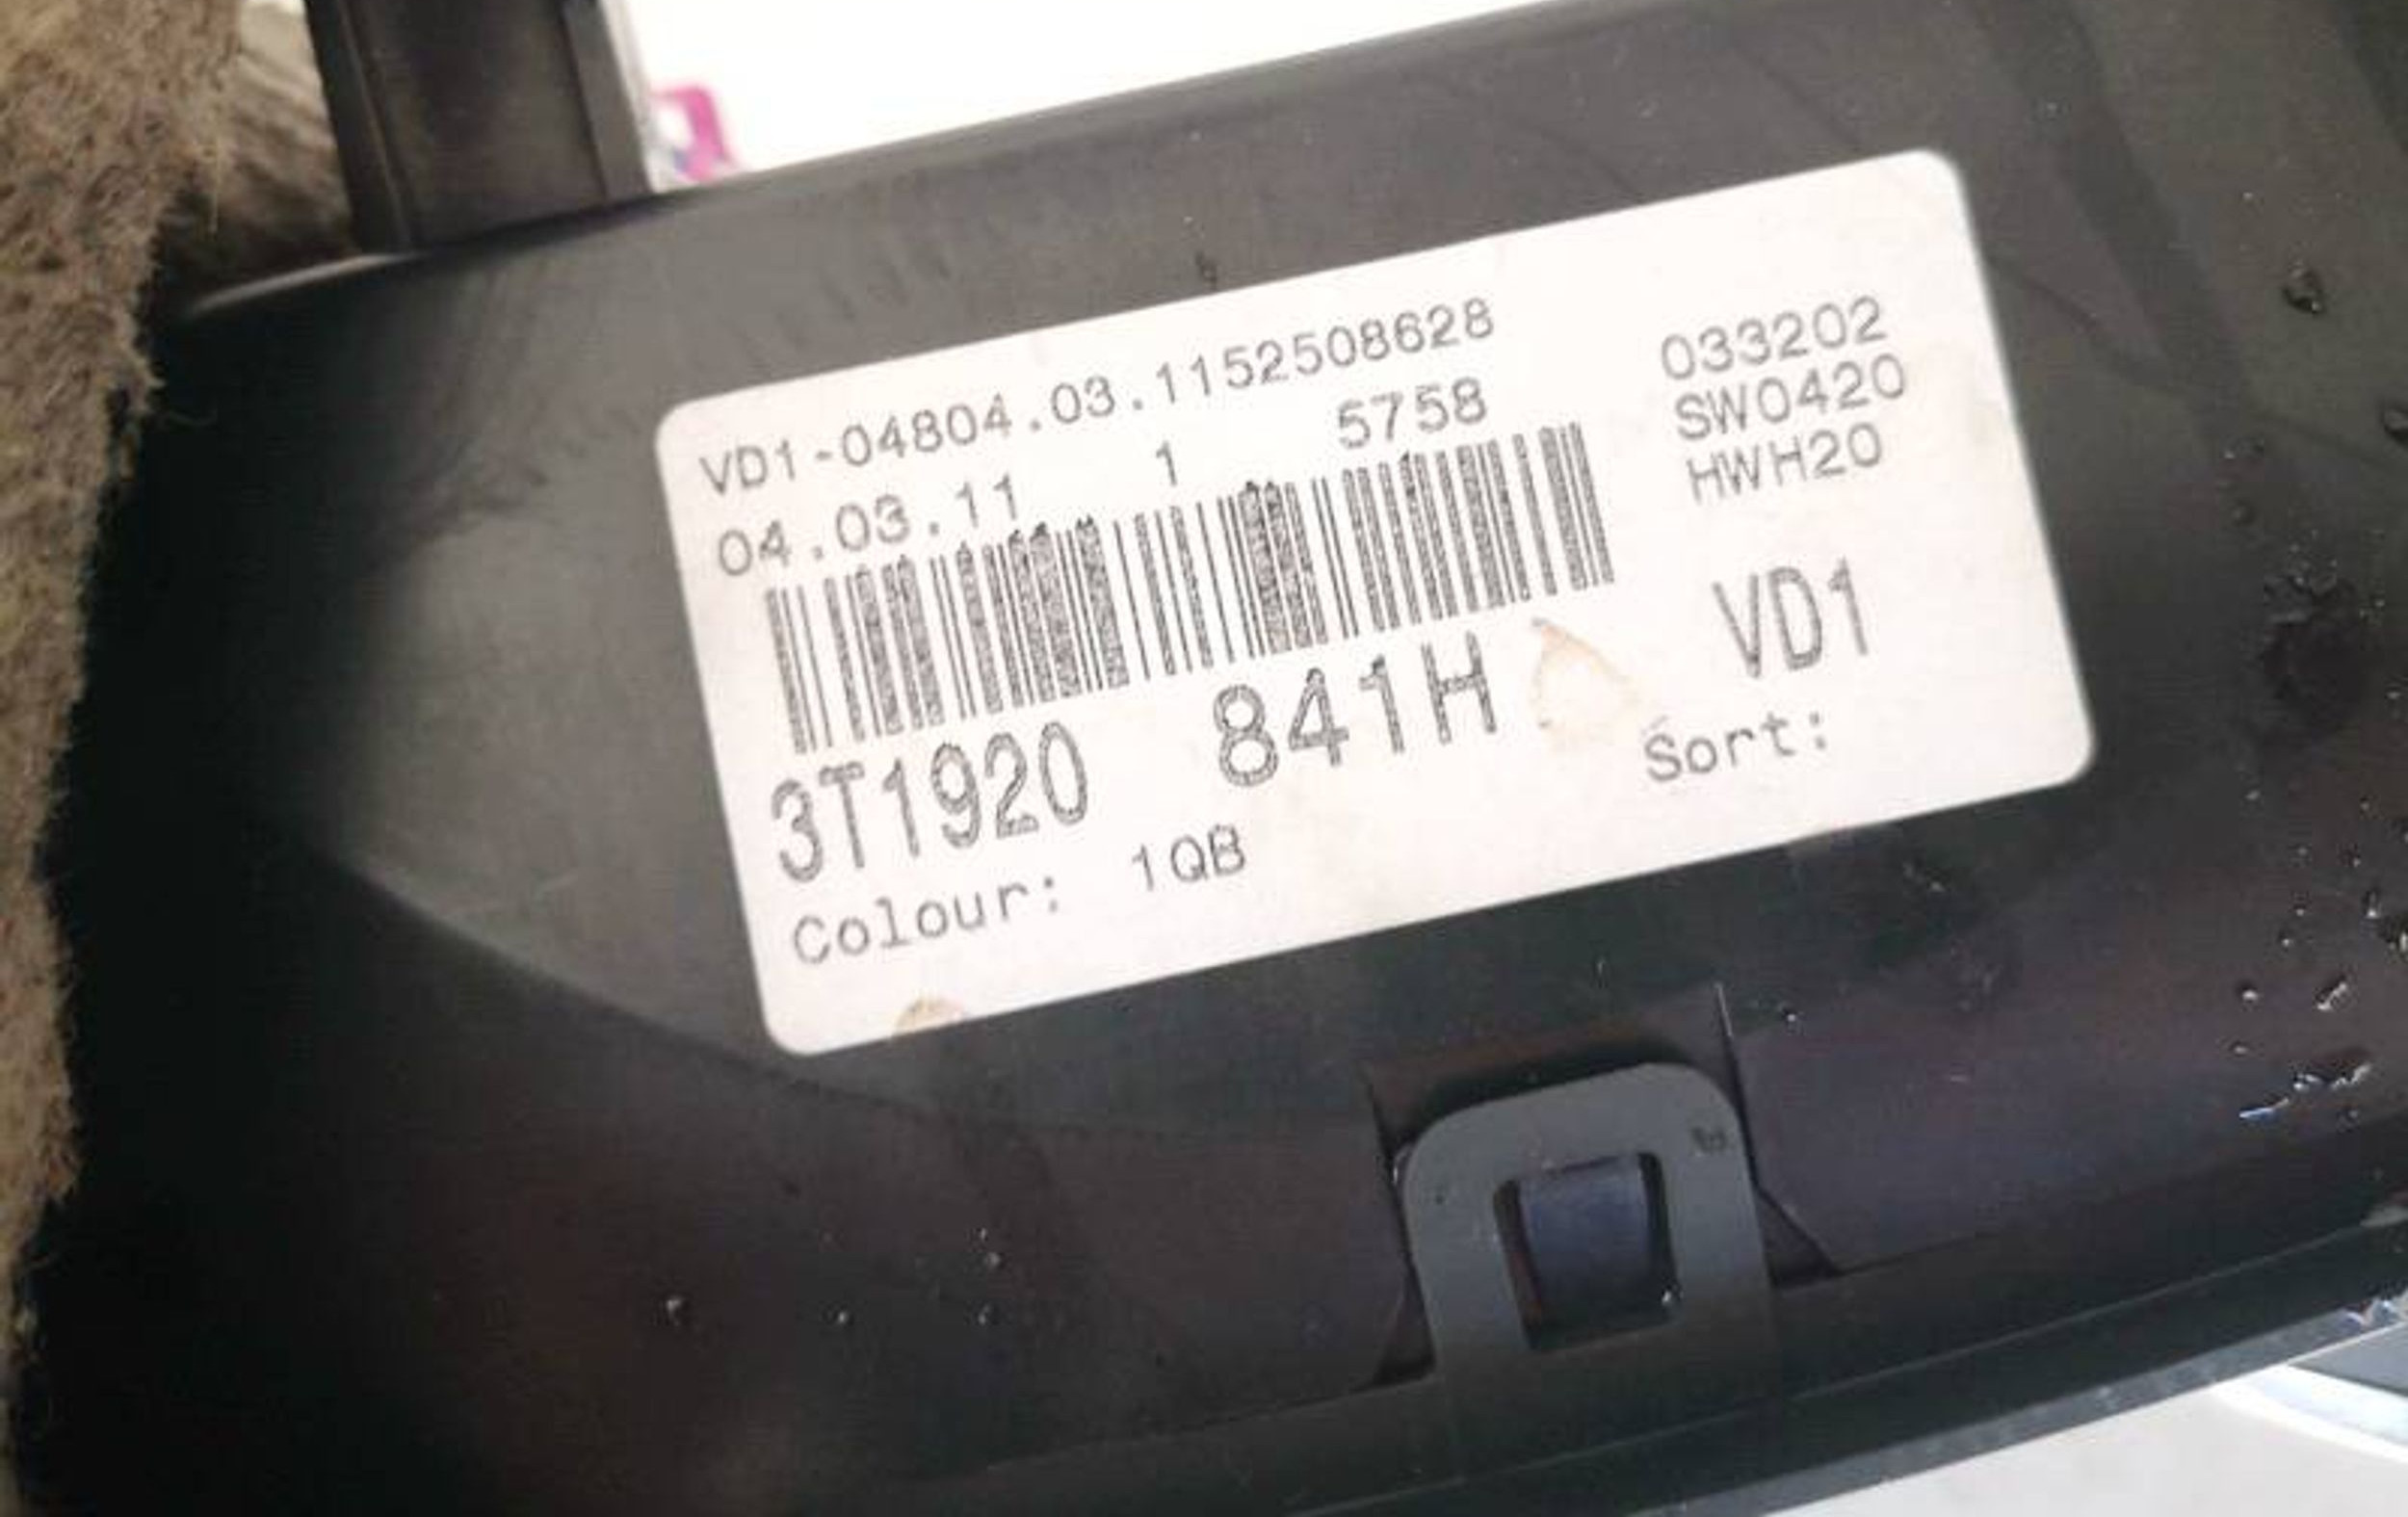 VD1-04804.03.1152508628
04.03.11 1 5758
033202
SW0420
HWH20
VD1
3T1920 841H
Sort:
Colour: 1QB